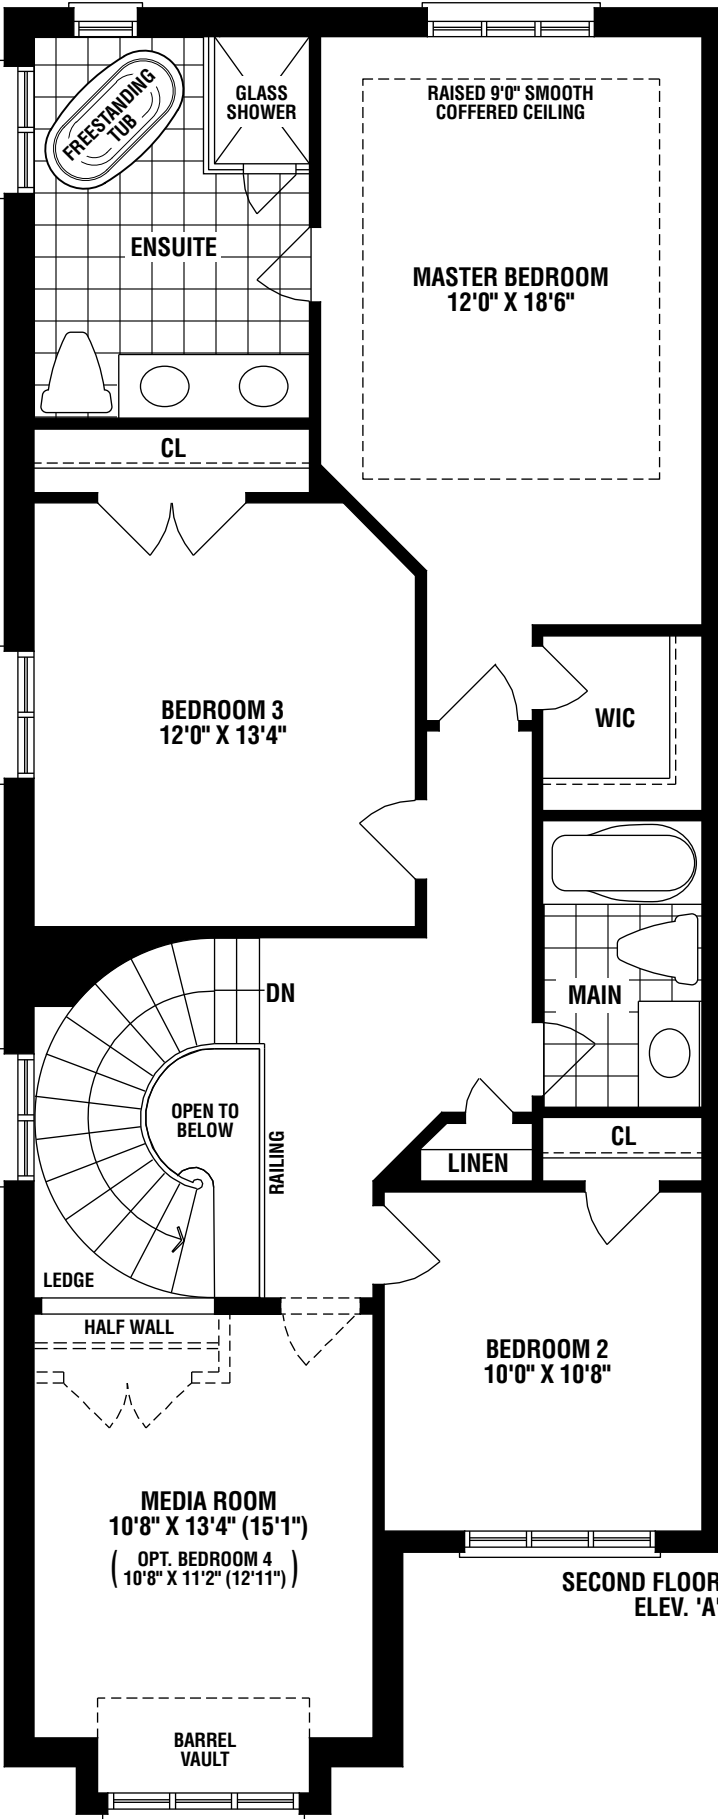 FREESTANDING
TUB
GLASS
SHOWER
RAISED 9'0" SMOOTH
COFFERED CEILING
ENSUITE
MASTER BEDROOM
12'0" X 18'6"
CL
BEDROOM 3
12'0" X 13'4"
WIC
DN
MAIN
OPEN TO
BELOW
RAILING
CL
LINEN
LEDGE
HALF WALL
BEDROOM 2
10'0" X 10'8"
MEDIA ROOM
10'8" X 13'4" (15'1")
( OPT. BEDROOM 4
10'8" X 11'2" (12'11") )
SECOND FLOOR
ELEV. 'A'
BARREL
VAULT